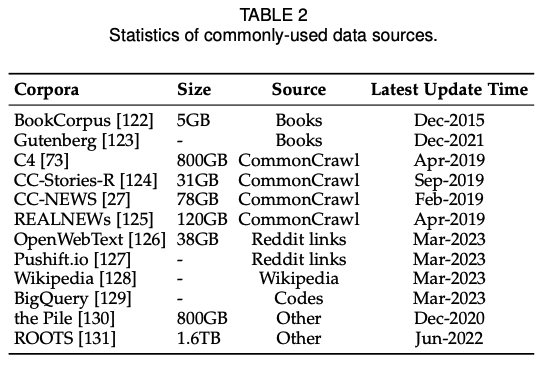 TABLE 2
Statistics of commonly-used data sources.
Corpora Size Source Latest Update Time
BookCorpus [122] 5GB Books Dec-2015
Gutenberg [123] - Books Dec-2021
C4 [73] 800GB CommonCrawl Apr-2019
CC-Stories-R [124] 31GB CommonCrawl Sep-2019
CC-NEWS [27] 78GB CommonCrawl Feb-2019
REALNEWs [125] 120GB CommonCrawl Apr-2019
OpenWebText [126] 38GB Reddit links Mar-2023
Pushift.io [127] - Reddit links Mar-2023
Wikipedia [128] - Wikipedia Mar-2023
BigQuery [129] - Codes Mar-2023
the Pile [130] 800GB Other Dec-2020
ROOTS [131] 1.6TB Other Jun-2022